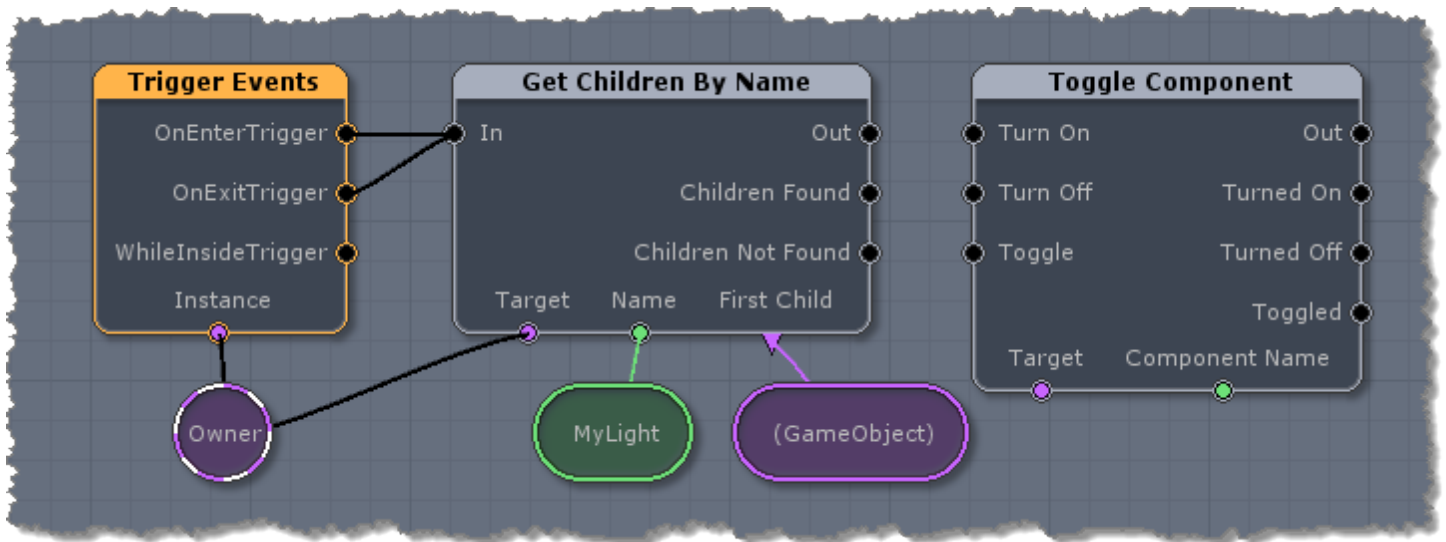 Trigger Events
OnEnterTrigger
OnExitTrigger
WhileInsideTrigger
Instance
Owner
Get Children By Name
In
Out
Children Found
Children Not Found
Target Name First Child
MyLight
(GameObject)
Toggle Component
Turn On Out
Turn Off Turned On
Toggle Turned Off
Toggled
Target Component Name